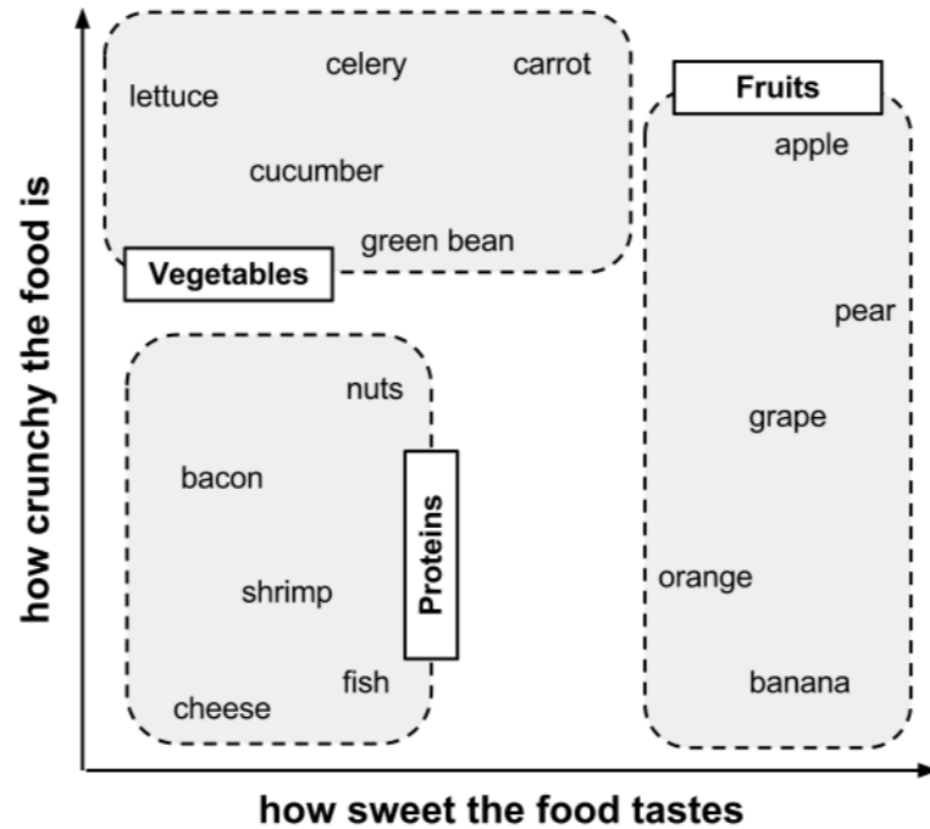 celery
carrot
lettuce
cucumber
green bean
Vegetables
Fruits
apple
pear
grape
orange
banana
nuts
bacon
shrimp
fish
cheese
Proteins
how crunchy the food is
how sweet the food tastes